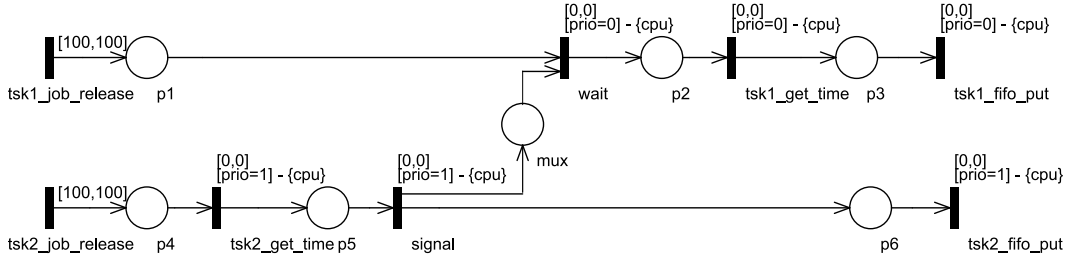 [0,0]
[prio=0] - {cpu}
[0,0]
[prio=0] - {cpu}
[0,0]
[prio=0] - {cpu}
[100,100]
tsk1_job_release
p1
wait
p2
tsk1_get_time
p3
tsk1_fifo_put
mux
[0,0]
[prio=1] - {cpu}
[0,0]
[prio=1] - {cpu}
[0,0]
[prio=1] - {cpu}
[100,100]
tsk2_job_release
p4
tsk2_get_time
p5
signal
p6
tsk2_fifo_put